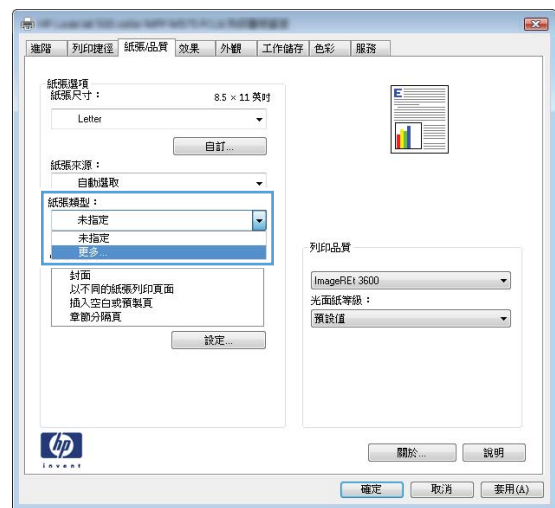 進階 列印捷徑 紙張/品質 效果 外觀 工作儲存 色彩 服務
紙張選項
紙張尺寸： 8.5 × 11 英吋
Letter
自訂...
紙張來源：
自動選取
紙張類型：
未指定
未指定
更多...
封面
以不同的紙張列印頁面
插入空白或預製頁
章節分隔頁
設定...
E
列印品質
ImageREt 3600
光面紙等級：
預設值
hp
invent
關於... 說明
確定 取消 套用(A)